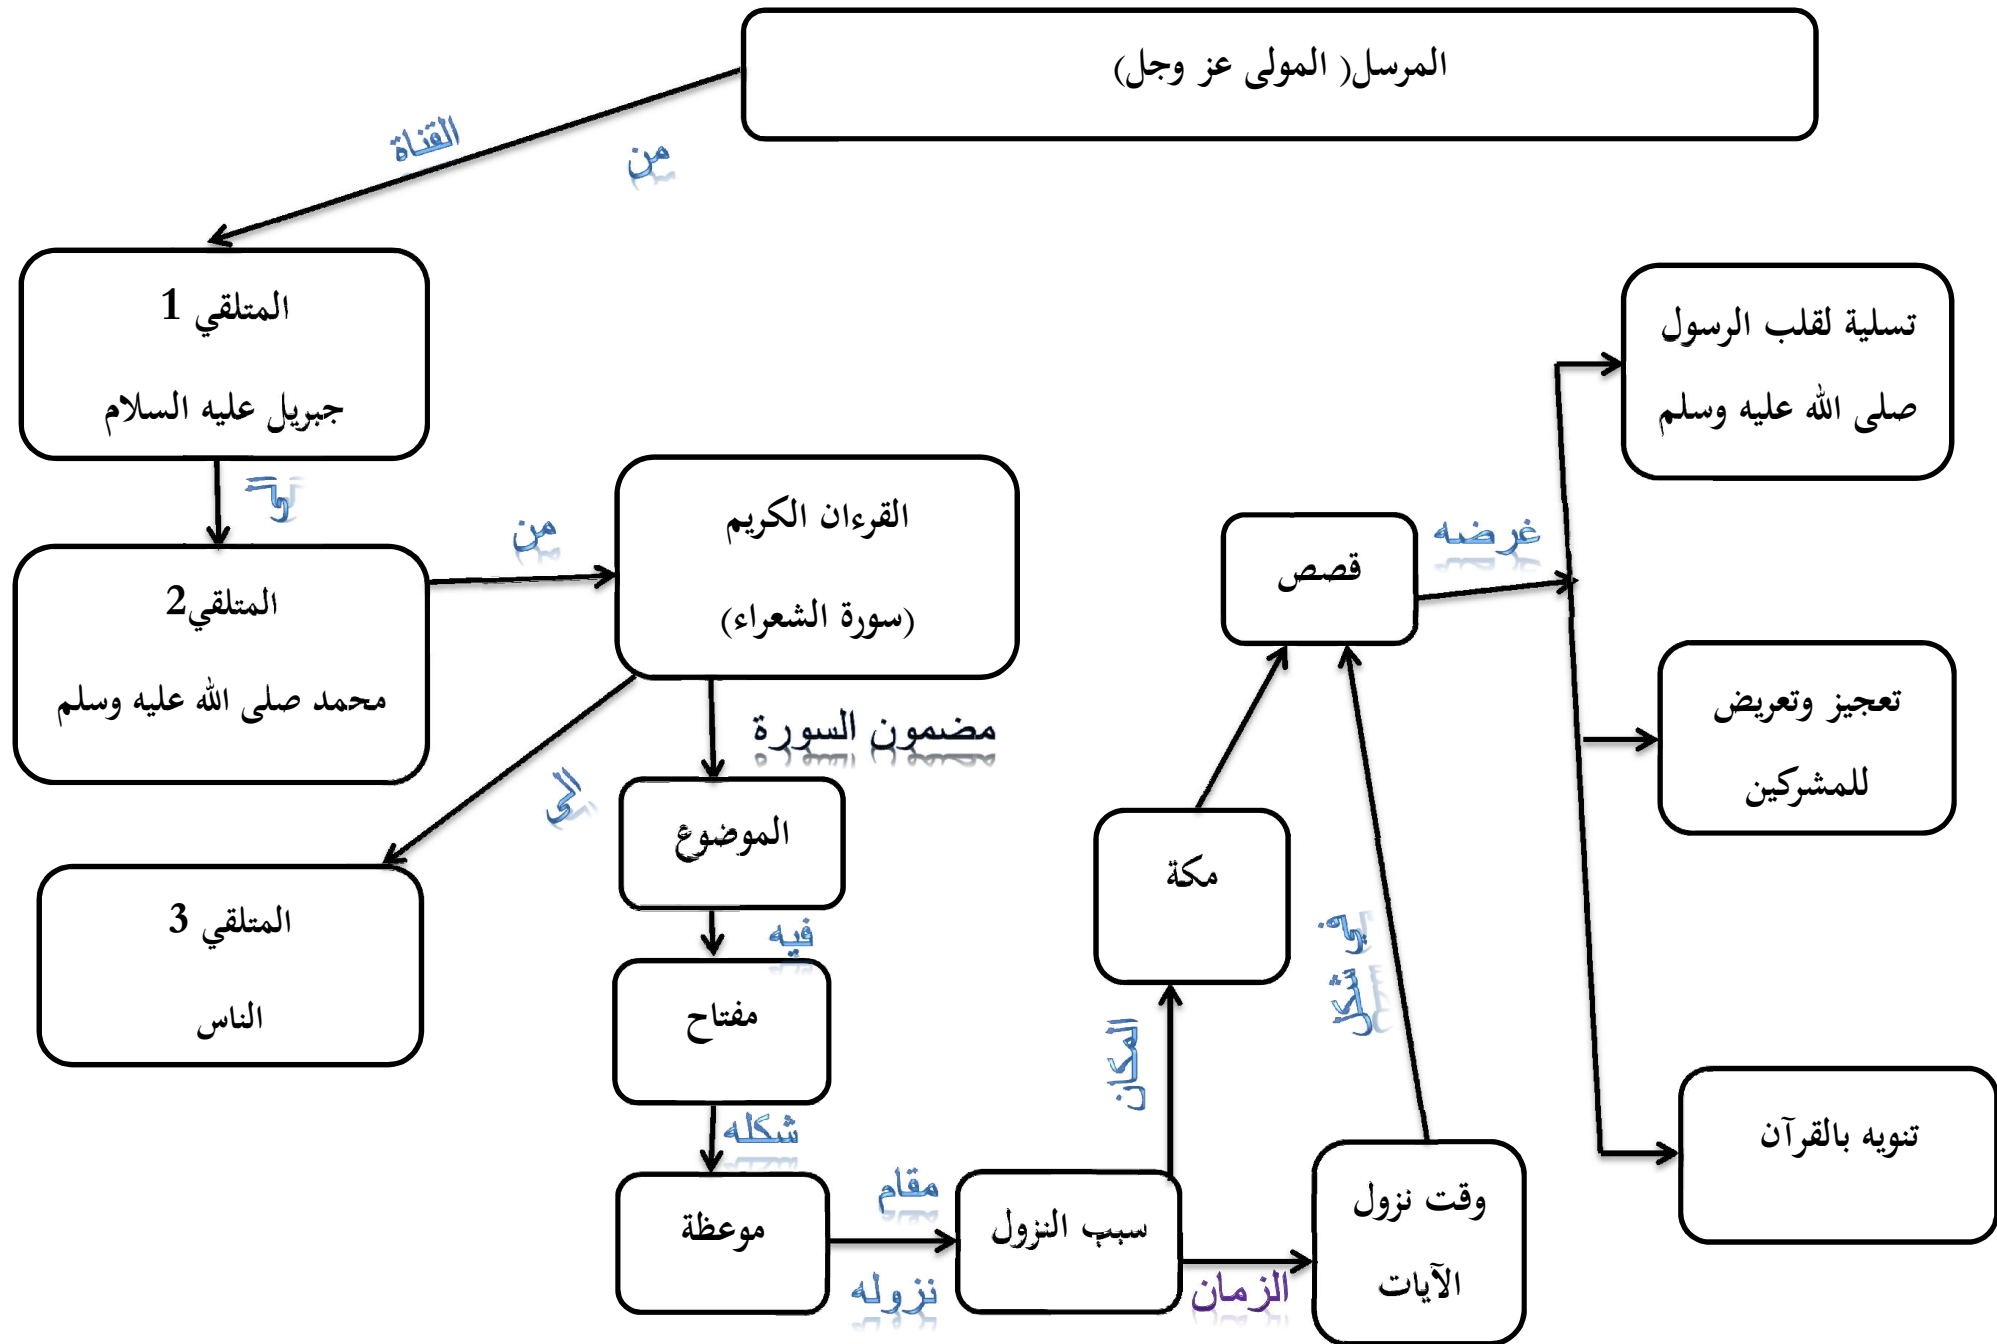 المرسل( المولى عز وجل)
القناة
من
المتلقي 1
جبريل عليه السلام
إلى
المتلقي2
محمد صلى الله عليه وسلم
من
القرءان الكريم
(سورة الشعراء)
إلى
المتلقي 3
الناس
مضمون السورة
الموضوع
فيه
مفتاح
شكله
موعظة
مقام
نزوله
سبب النزول
المكان
مكة
الزمان
وقت نزول
الآيات
في شكل
قصص
غرضه
تسلية لقلب الرسول
صلى الله عليه وسلم
تعجيز وتعريض
للمشركين
تنويه بالقرآن